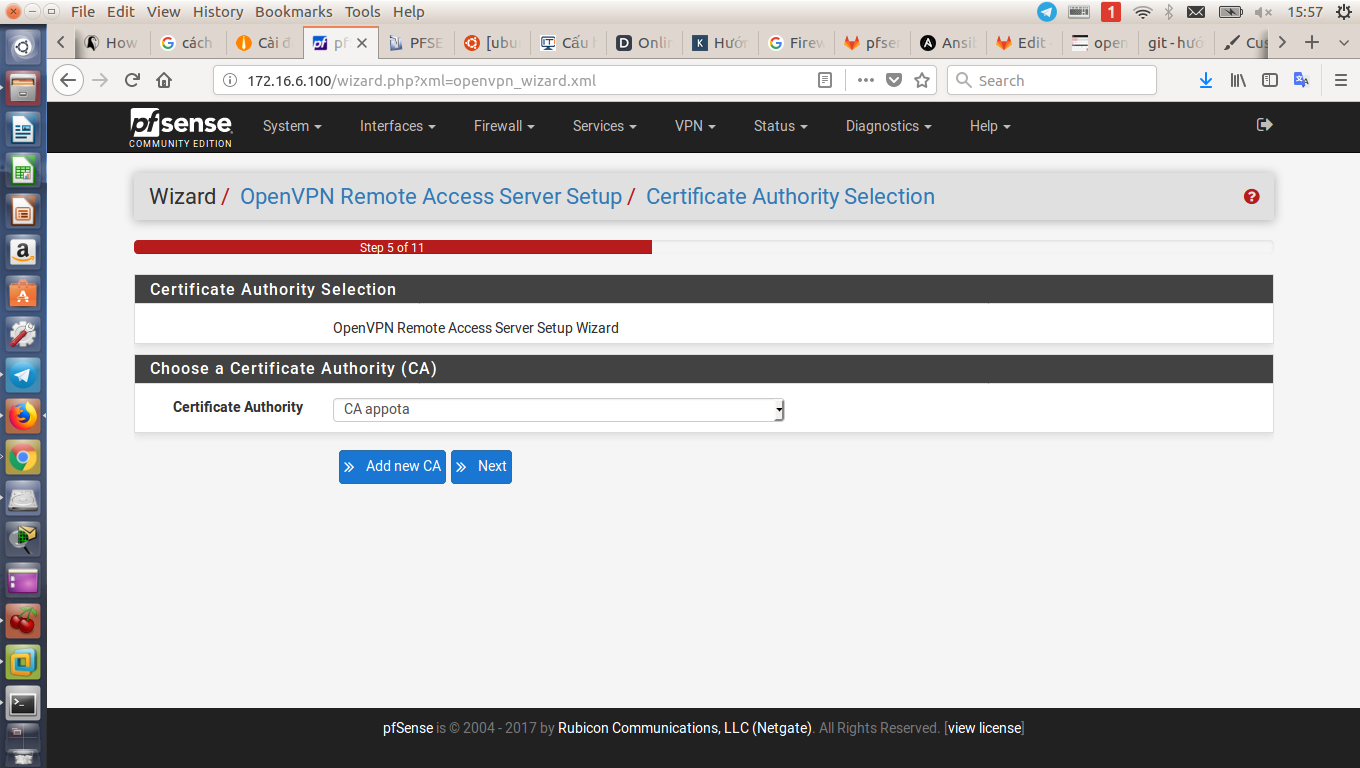 File Edit View History Bookmarks Tools Help
1 15:57
How cách Cài đ pf PFSE [ubu Cấu h Onlin Hướn Firew pfsen Ansib Edit open git - hướ Cus
172.16.6.100/wizard.php?xml=openvpn_wizard.xml
Search
pfsense
COMMUNITY EDITION
System Interfaces Firewall Services VPN Status Diagnostics Help
Wizard / OpenVPN Remote Access Server Setup / Certificate Authority Selection
Step 5 of 11
Certificate Authority Selection
OpenVPN Remote Access Server Setup Wizard
Choose a Certificate Authority (CA)
Certificate Authority CA appota
Add new CA Next
pfSense is © 2004 - 2017 by Rubicon Communications, LLC (Netgate). All Rights Reserved. [view license]